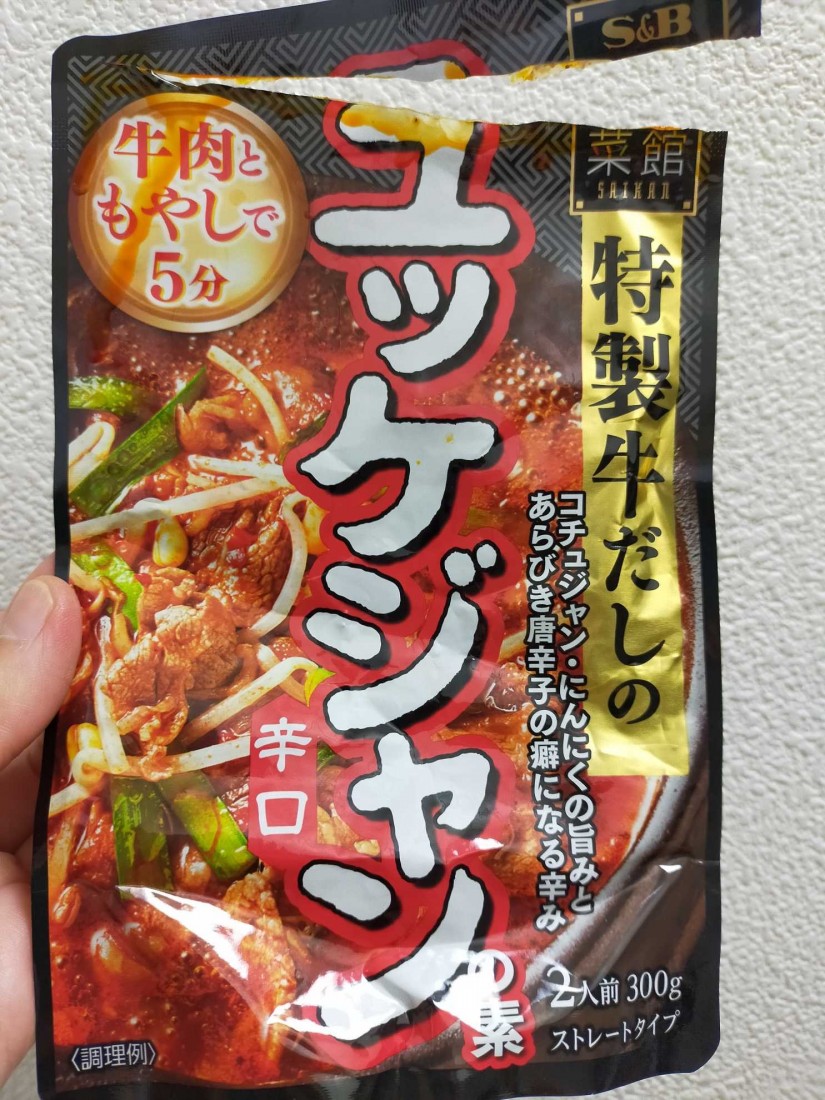 S&B
菜館
SAIKAN
牛肉と
もやしで
5分
特製牛だしの
ユッケジャンの素
辛口
コチュジャン・にんにくの旨みと
あらびき唐辛子の癖になる辛み
2人前 300g
ストレートタイプ
〈調理例〉